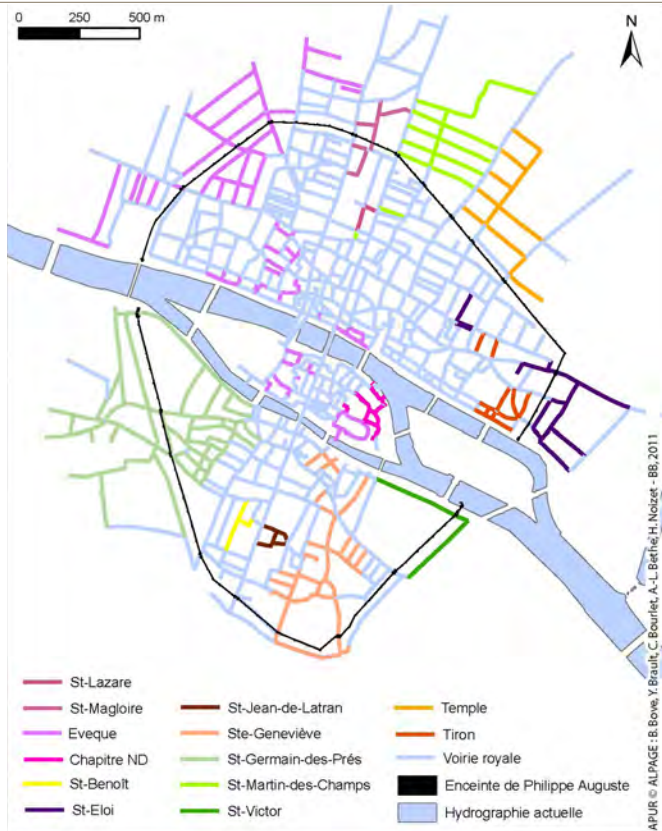 0 250 500 m
N
St-Lazare
St-Magloire
Eveque
Chapitre ND
St-Benoît
St-Eloi
St-Jean-de-Latran
Ste-Geneviève
St-Germain-des-Prés
St-Martin-des-Champs
St-Victor
Temple
Tiron
Voirie royale
Enceinte de Philippe Auguste
Hydrographie actuelle
APUR © ALPAGE : B. Bove, Y. Brault, C. Bourlet, A.-L. Bethe, H. Noizet - BB, 2011